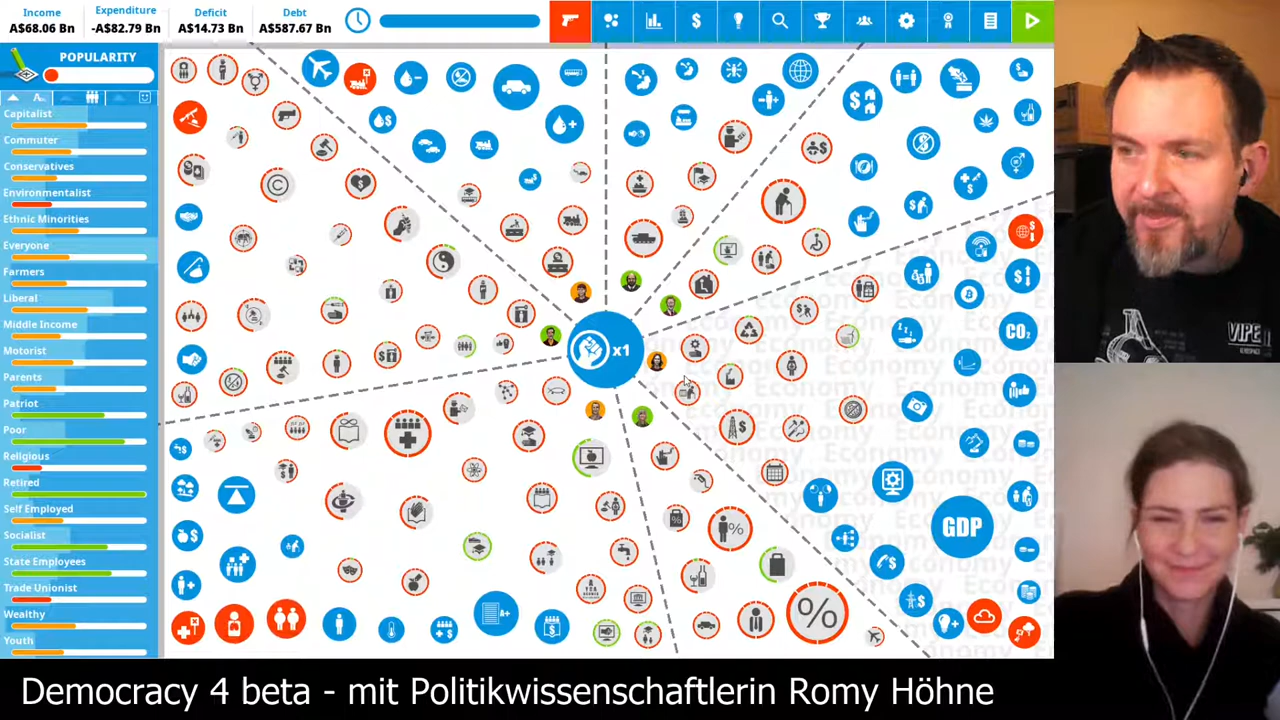 Income
A$68.06 Bn
Expenditure
-A$82.79 Bn
Deficit
A$14.73 Bn
Debt
A$587.67 Bn
POPULARITY
Capitalist
Commuter
Conservatives
Environmentalist
Ethnic Minorities
Everyone
Farmers
Liberal
Middle Income
Motorist
Parents
Patriot
Poor
Religious
Retired
Self Employed
Socialist
State Employees
Trade Unionist
Wealthy
Youth
x1
CO₂
GDP
%
Economy
VIPE
Democracy 4 beta - mit Politikwissenschaftlerin Romy Höhne